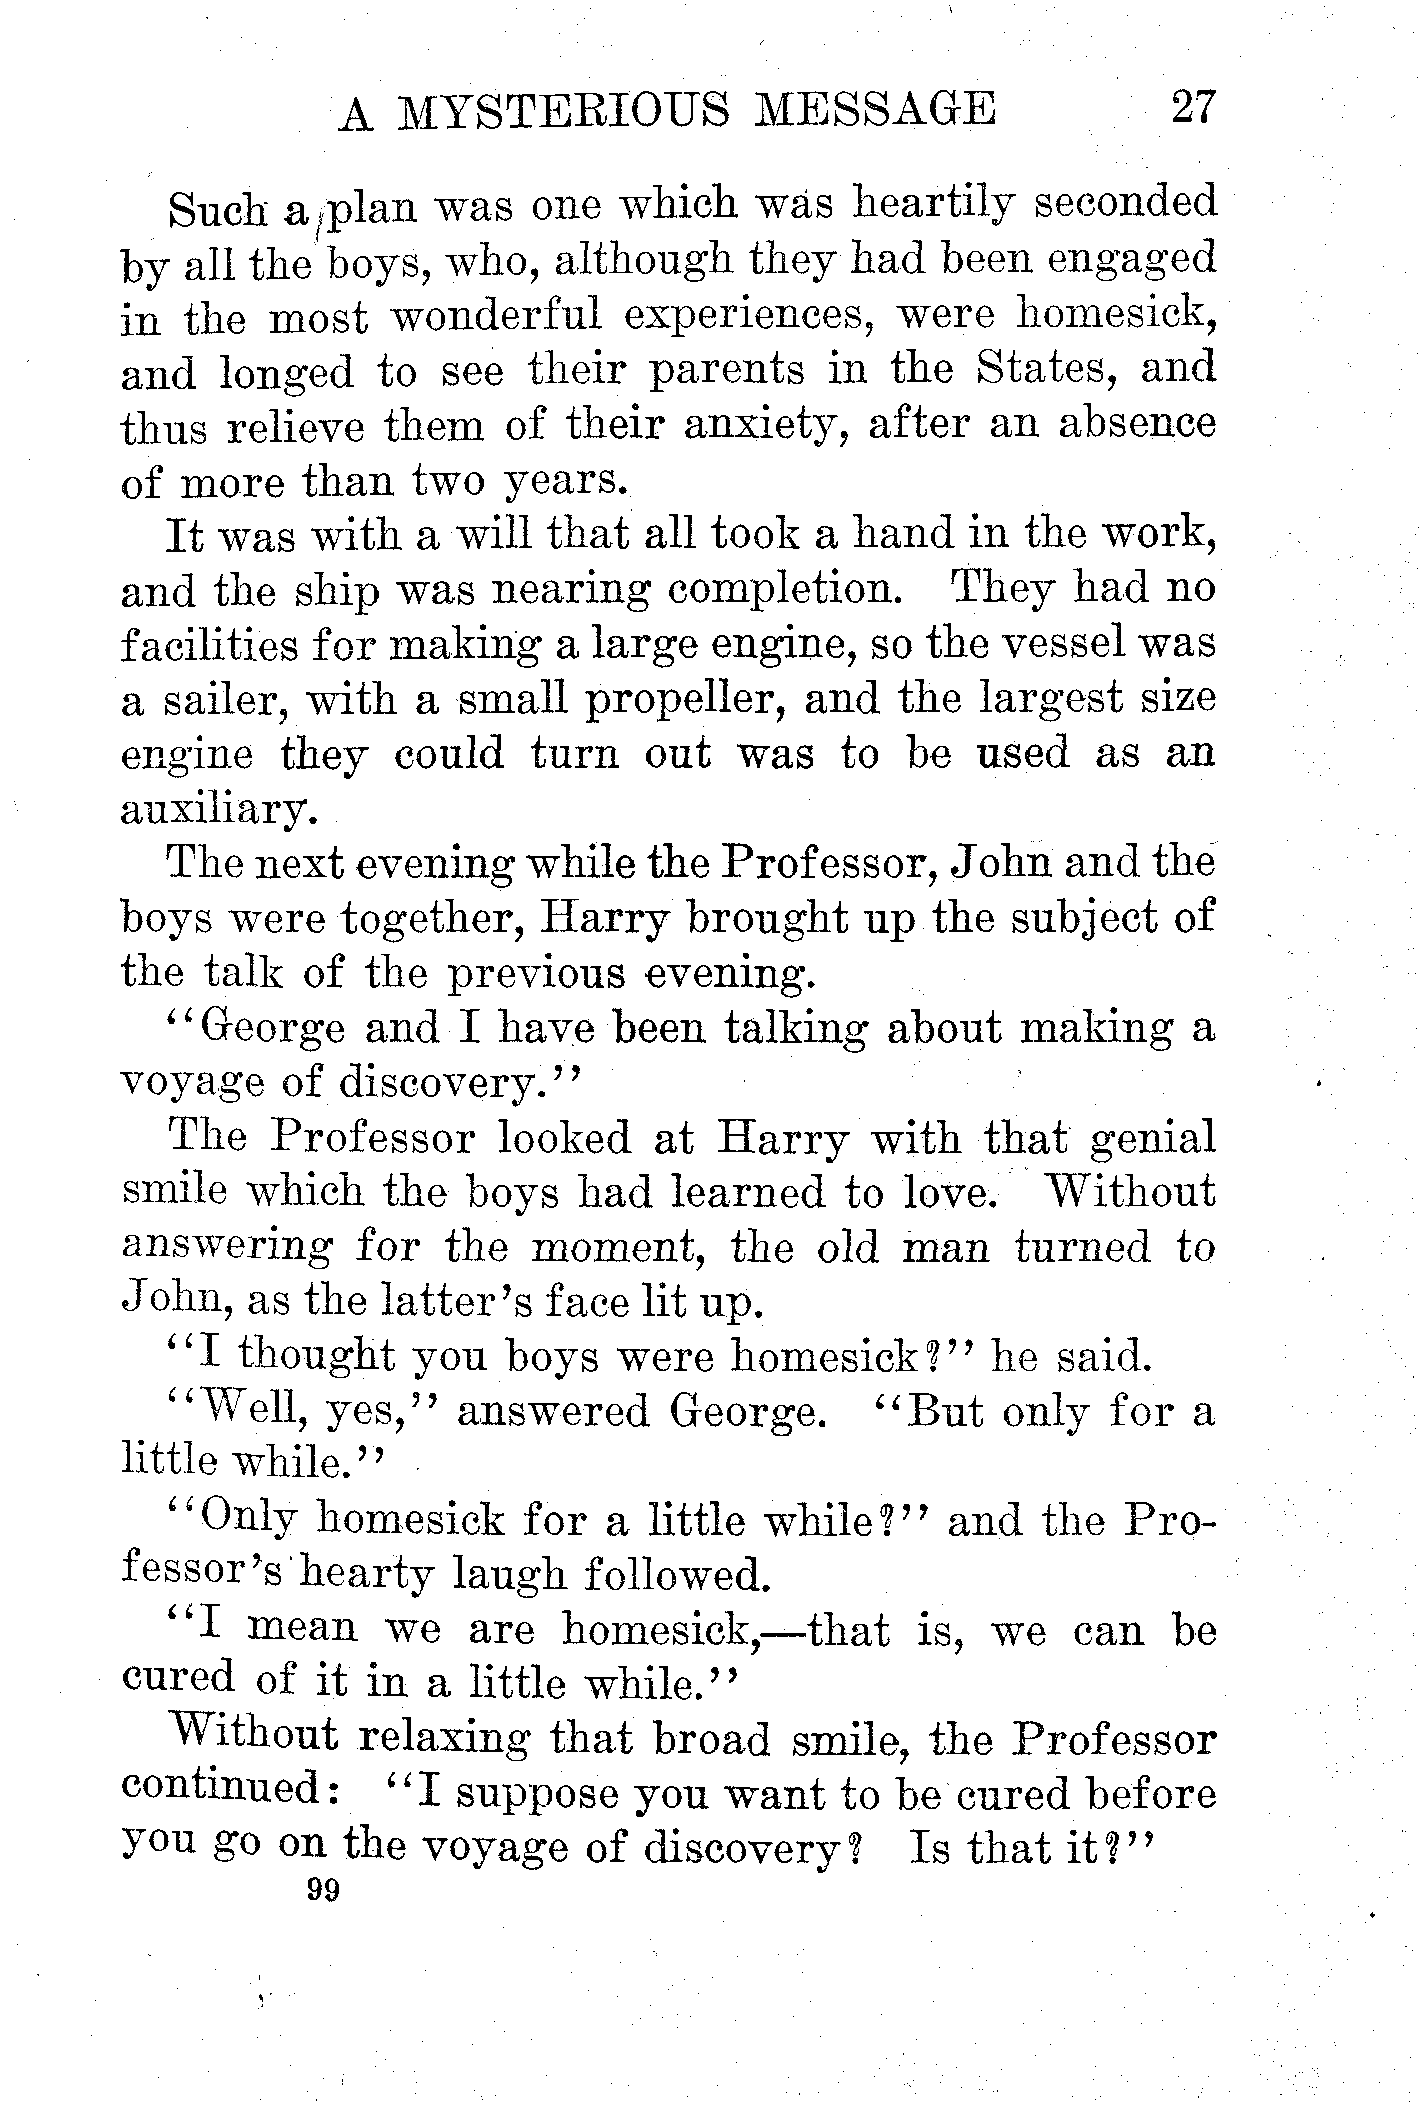 A MYSTERIOUS MESSAGE 27
Such a plan was one which was heartily seconded
by all the boys, who, although they had been engaged
in the most wonderful experiences, were homesick,
and longed to see their parents in the States, and
thus relieve them of their anxiety, after an absence
of more than two years.
It was with a will that all took a hand in the work,
and the ship was nearing completion. They had no
facilities for making a large engine, so the vessel was
a sailer, with a small propeller, and the largest size
engine they could turn out was to be used as an
auxiliary.
The next evening while the Professor, John and the
boys were together, Harry brought up the subject of
the talk of the previous evening.
"George and I have been talking about making a
voyage of discovery."
The Professor looked at Harry with that genial
smile which the boys had learned to love. Without
answering for the moment, the old man turned to
John, as the latter's face lit up.
"I thought you boys were homesick?" he said.
"Well, yes," answered George. "But only for a
little while."
"Only homesick for a little while?" and the Pro-
fessor's hearty laugh followed.
"I mean we are homesick,—that is, we can be
cured of it in a little while."
Without relaxing that broad smile, the Professor
continued: "I suppose you want to be cured before
you go on the voyage of discovery? Is that it?"
99